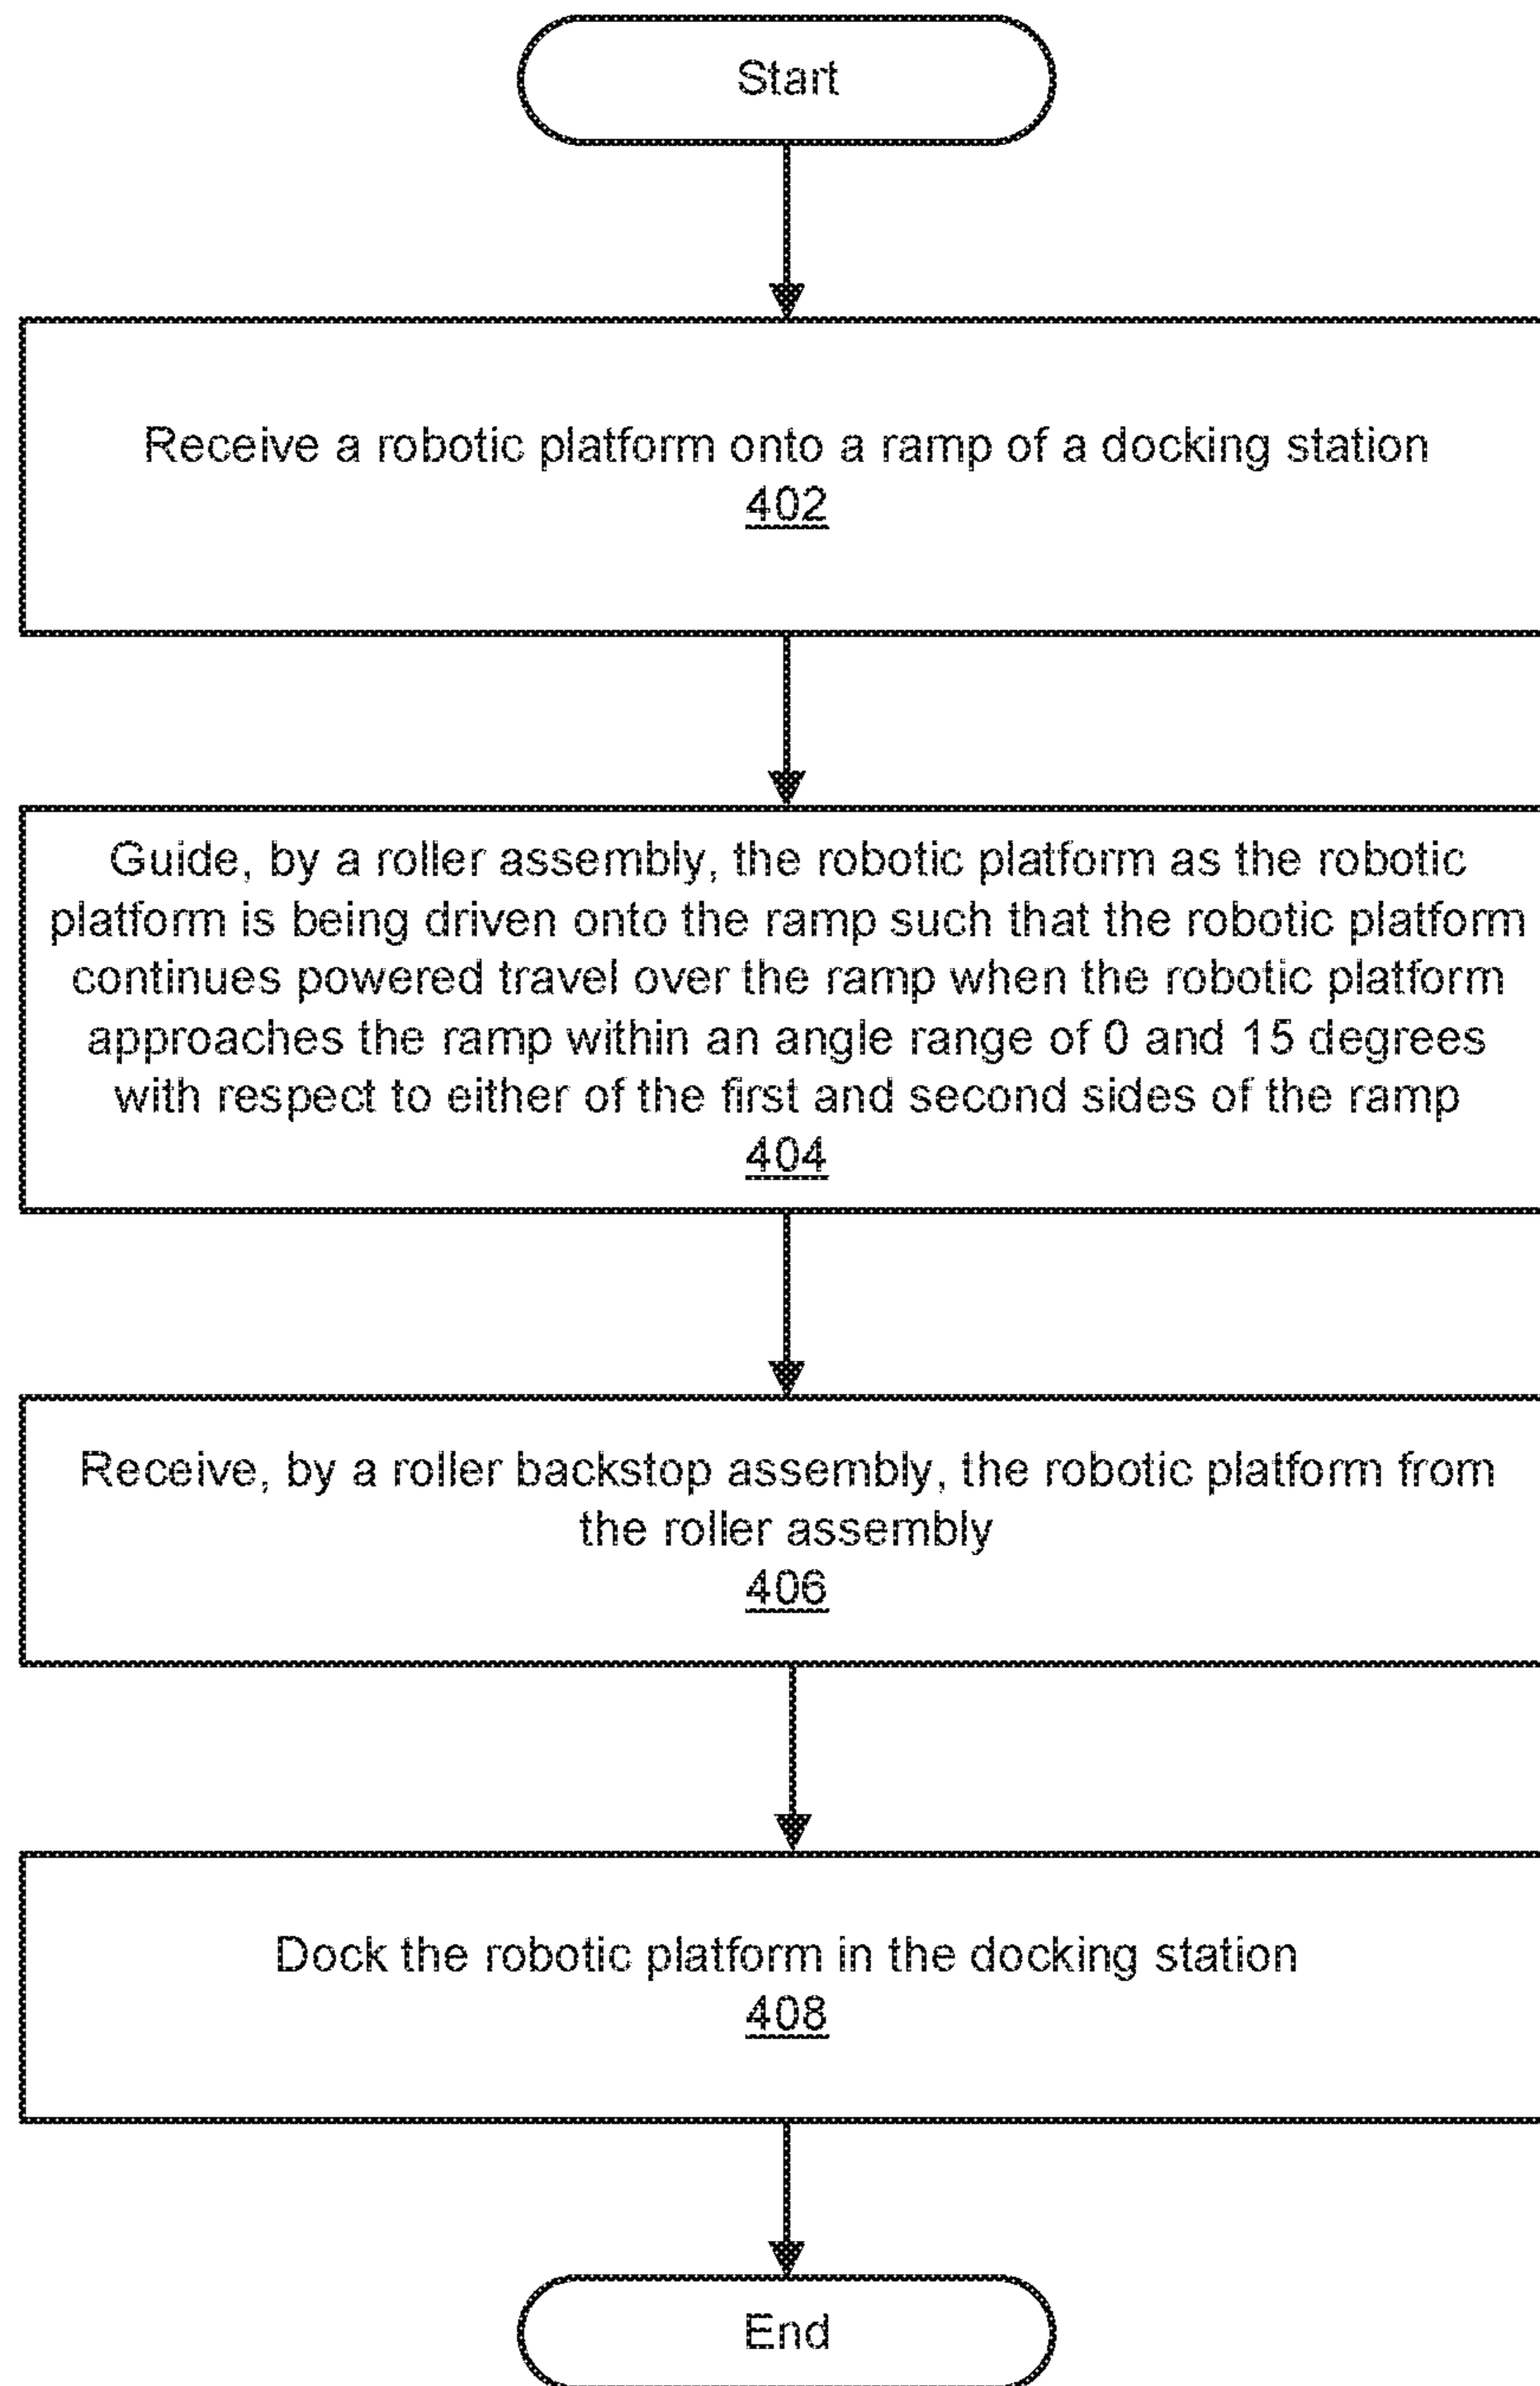 Start
Receive a robotic platform onto a ramp of a docking station
402
Guide, by a roller assembly, the robotic platform as the robotic
platform is being driven onto the ramp such that the robotic platform
continues powered travel over the ramp when the robotic platform
approaches the ramp within an angle range of 0 and 15 degrees
with respect to either of the first and second sides of the ramp
404
Receive, by a roller backstop assembly, the robotic platform from
the roller assembly
406
Dock the robotic platform in the docking station
408
End